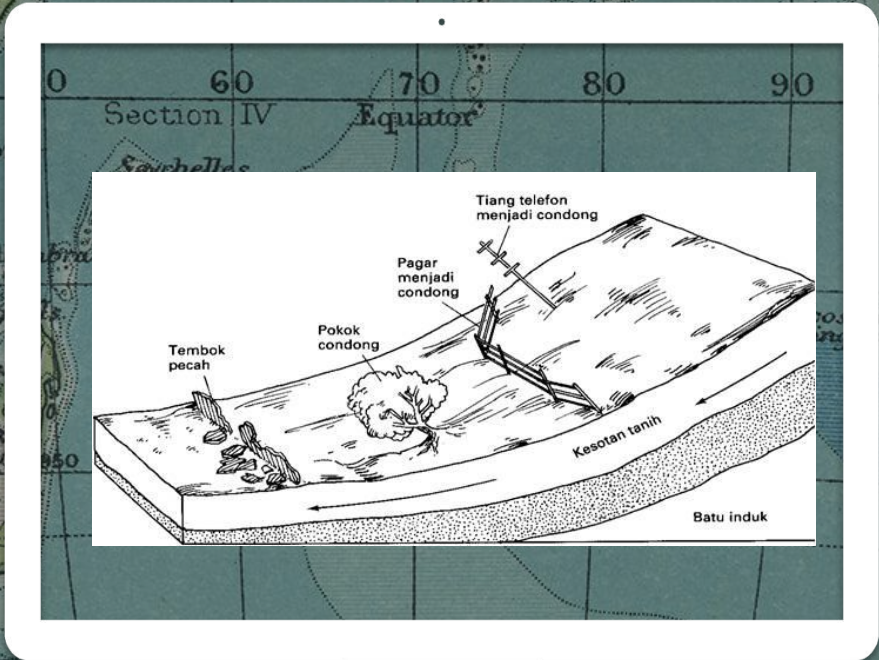 0 60 70 80 90
Section IV Equator
Seychelles
Tiang telefon
menjadi condong
Pagar
menjadi
condong
Pokok
condong
Tembok
pecah
Kesotan tanih
Batu induk